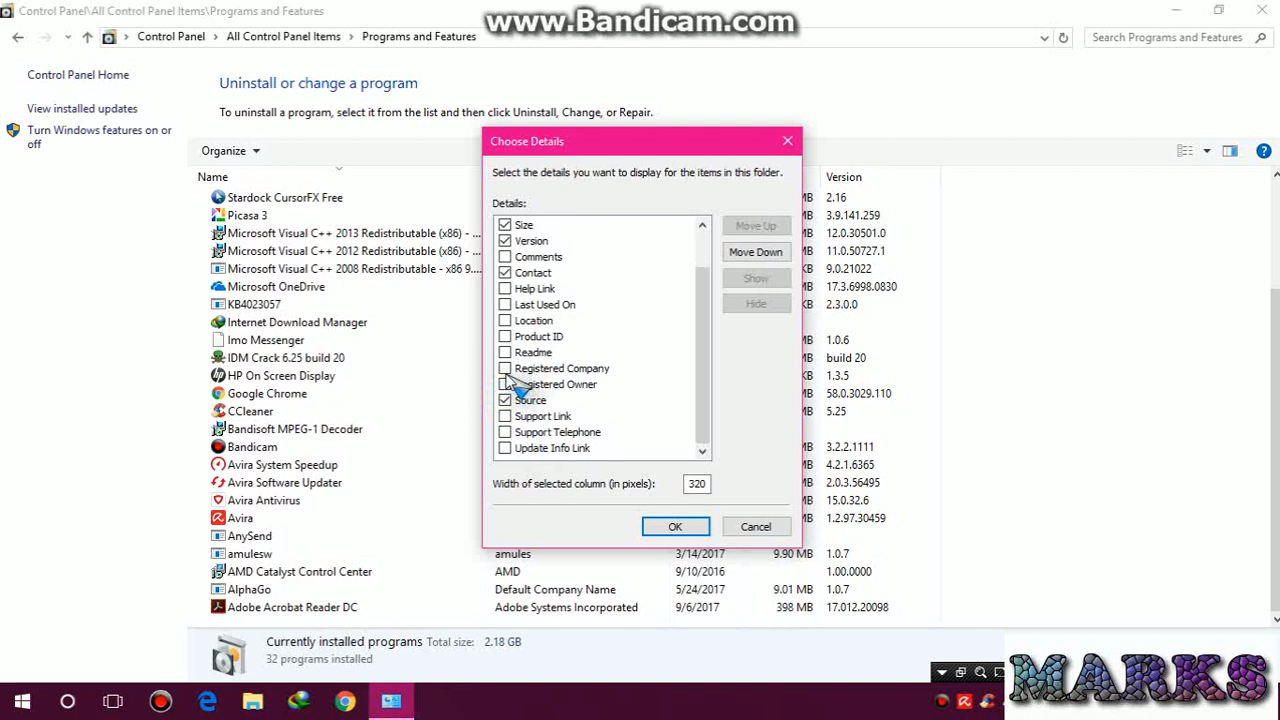 Control Panel\All Control Panel Items\Programs and Features
www.Bandicam.com
Control Panel > All Control Panel Items > Programs and Features
Search Programs and Features
Control Panel Home
View installed updates
Turn Windows features on or
off
Uninstall or change a program
To uninstall a program, select it from the list and then click Uninstall, Change, or Repair.
Organize
Name
Version
Stardock CursorFX Free
2.16
Picasa 3
3.9.141.259
Microsoft Visual C++ 2013 Redistributable (x86) - ...
12.0.30501.0
Microsoft Visual C++ 2012 Redistributable (x86) - ...
11.0.50727.1
Microsoft Visual C++ 2008 Redistributable - x86 9....
9.0.21022
Microsoft OneDrive
17.3.6998.0830
KB4023057
2.3.0.0
Internet Download Manager
Imo Messenger
1.0.6
IDM Crack 6.25 build 20
build 20
HP On Screen Display
1.3.5
Google Chrome
58.0.3029.110
CCleaner
5.25
Bandisoft MPEG-1 Decoder
Bandicam
3.2.2.1111
Avira System Speedup
4.2.1.6365
Avira Software Updater
2.0.3.56495
Avira Antivirus
15.0.32.6
Avira
1.2.97.30459
AnySend
amulesw
amules
3/14/2017
9.90 MB
1.0.7
AMD Catalyst Control Center
AMD
9/10/2016
1.00.0000
AlphaGo
Default Company Name
5/24/2017
9.01 MB
1.0.7
Adobe Acrobat Reader DC
Adobe Systems Incorporated
9/6/2017
398 MB
17.012.20098
Choose Details
Select the details you want to display for the items in this folder.
Details:
Size
Version
Comments
Contact
Help Link
Last Used On
Location
Product ID
Readme
Registered Company
gistered Owner
Source
Support Link
Support Telephone
Update Info Link
Move Up
Move Down
Show
Hide
Width of selected column (in pixels):
320
OK
Cancel
Currently installed programs Total size: 2.18 GB
32 programs installed
MARKS